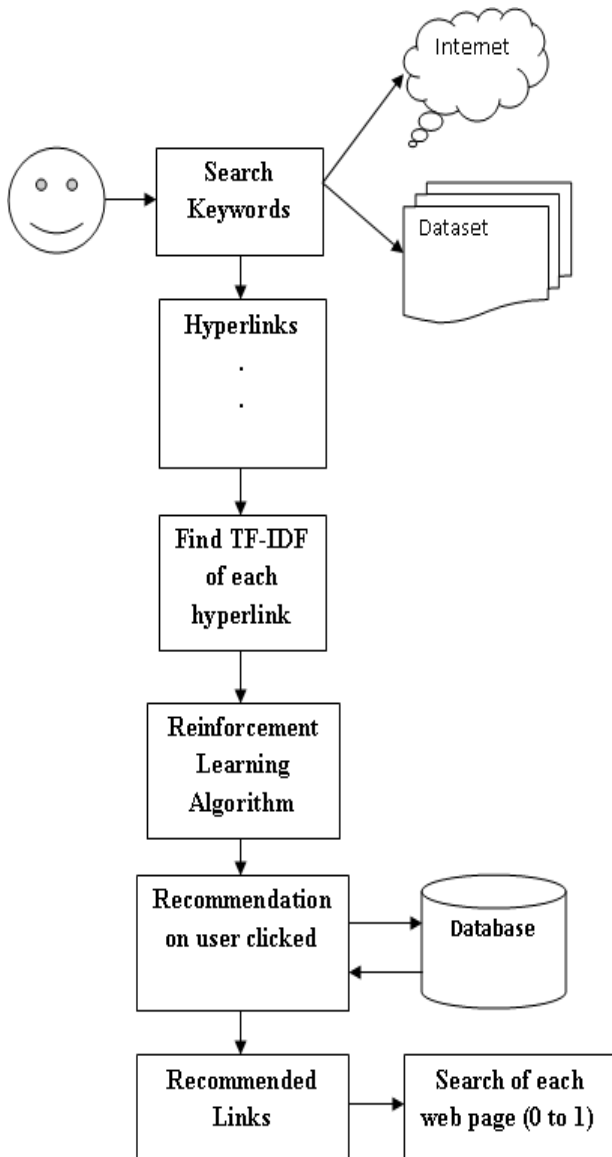 Internet
Search
Keywords
Dataset
Hyperlinks
.
.
Find TF-IDF
of each
hyperlink
Reinforcement
Learning
Algorithm
Recommendation
on user clicked
Database
Recommended
Links
Search of each
web page (0 to 1)